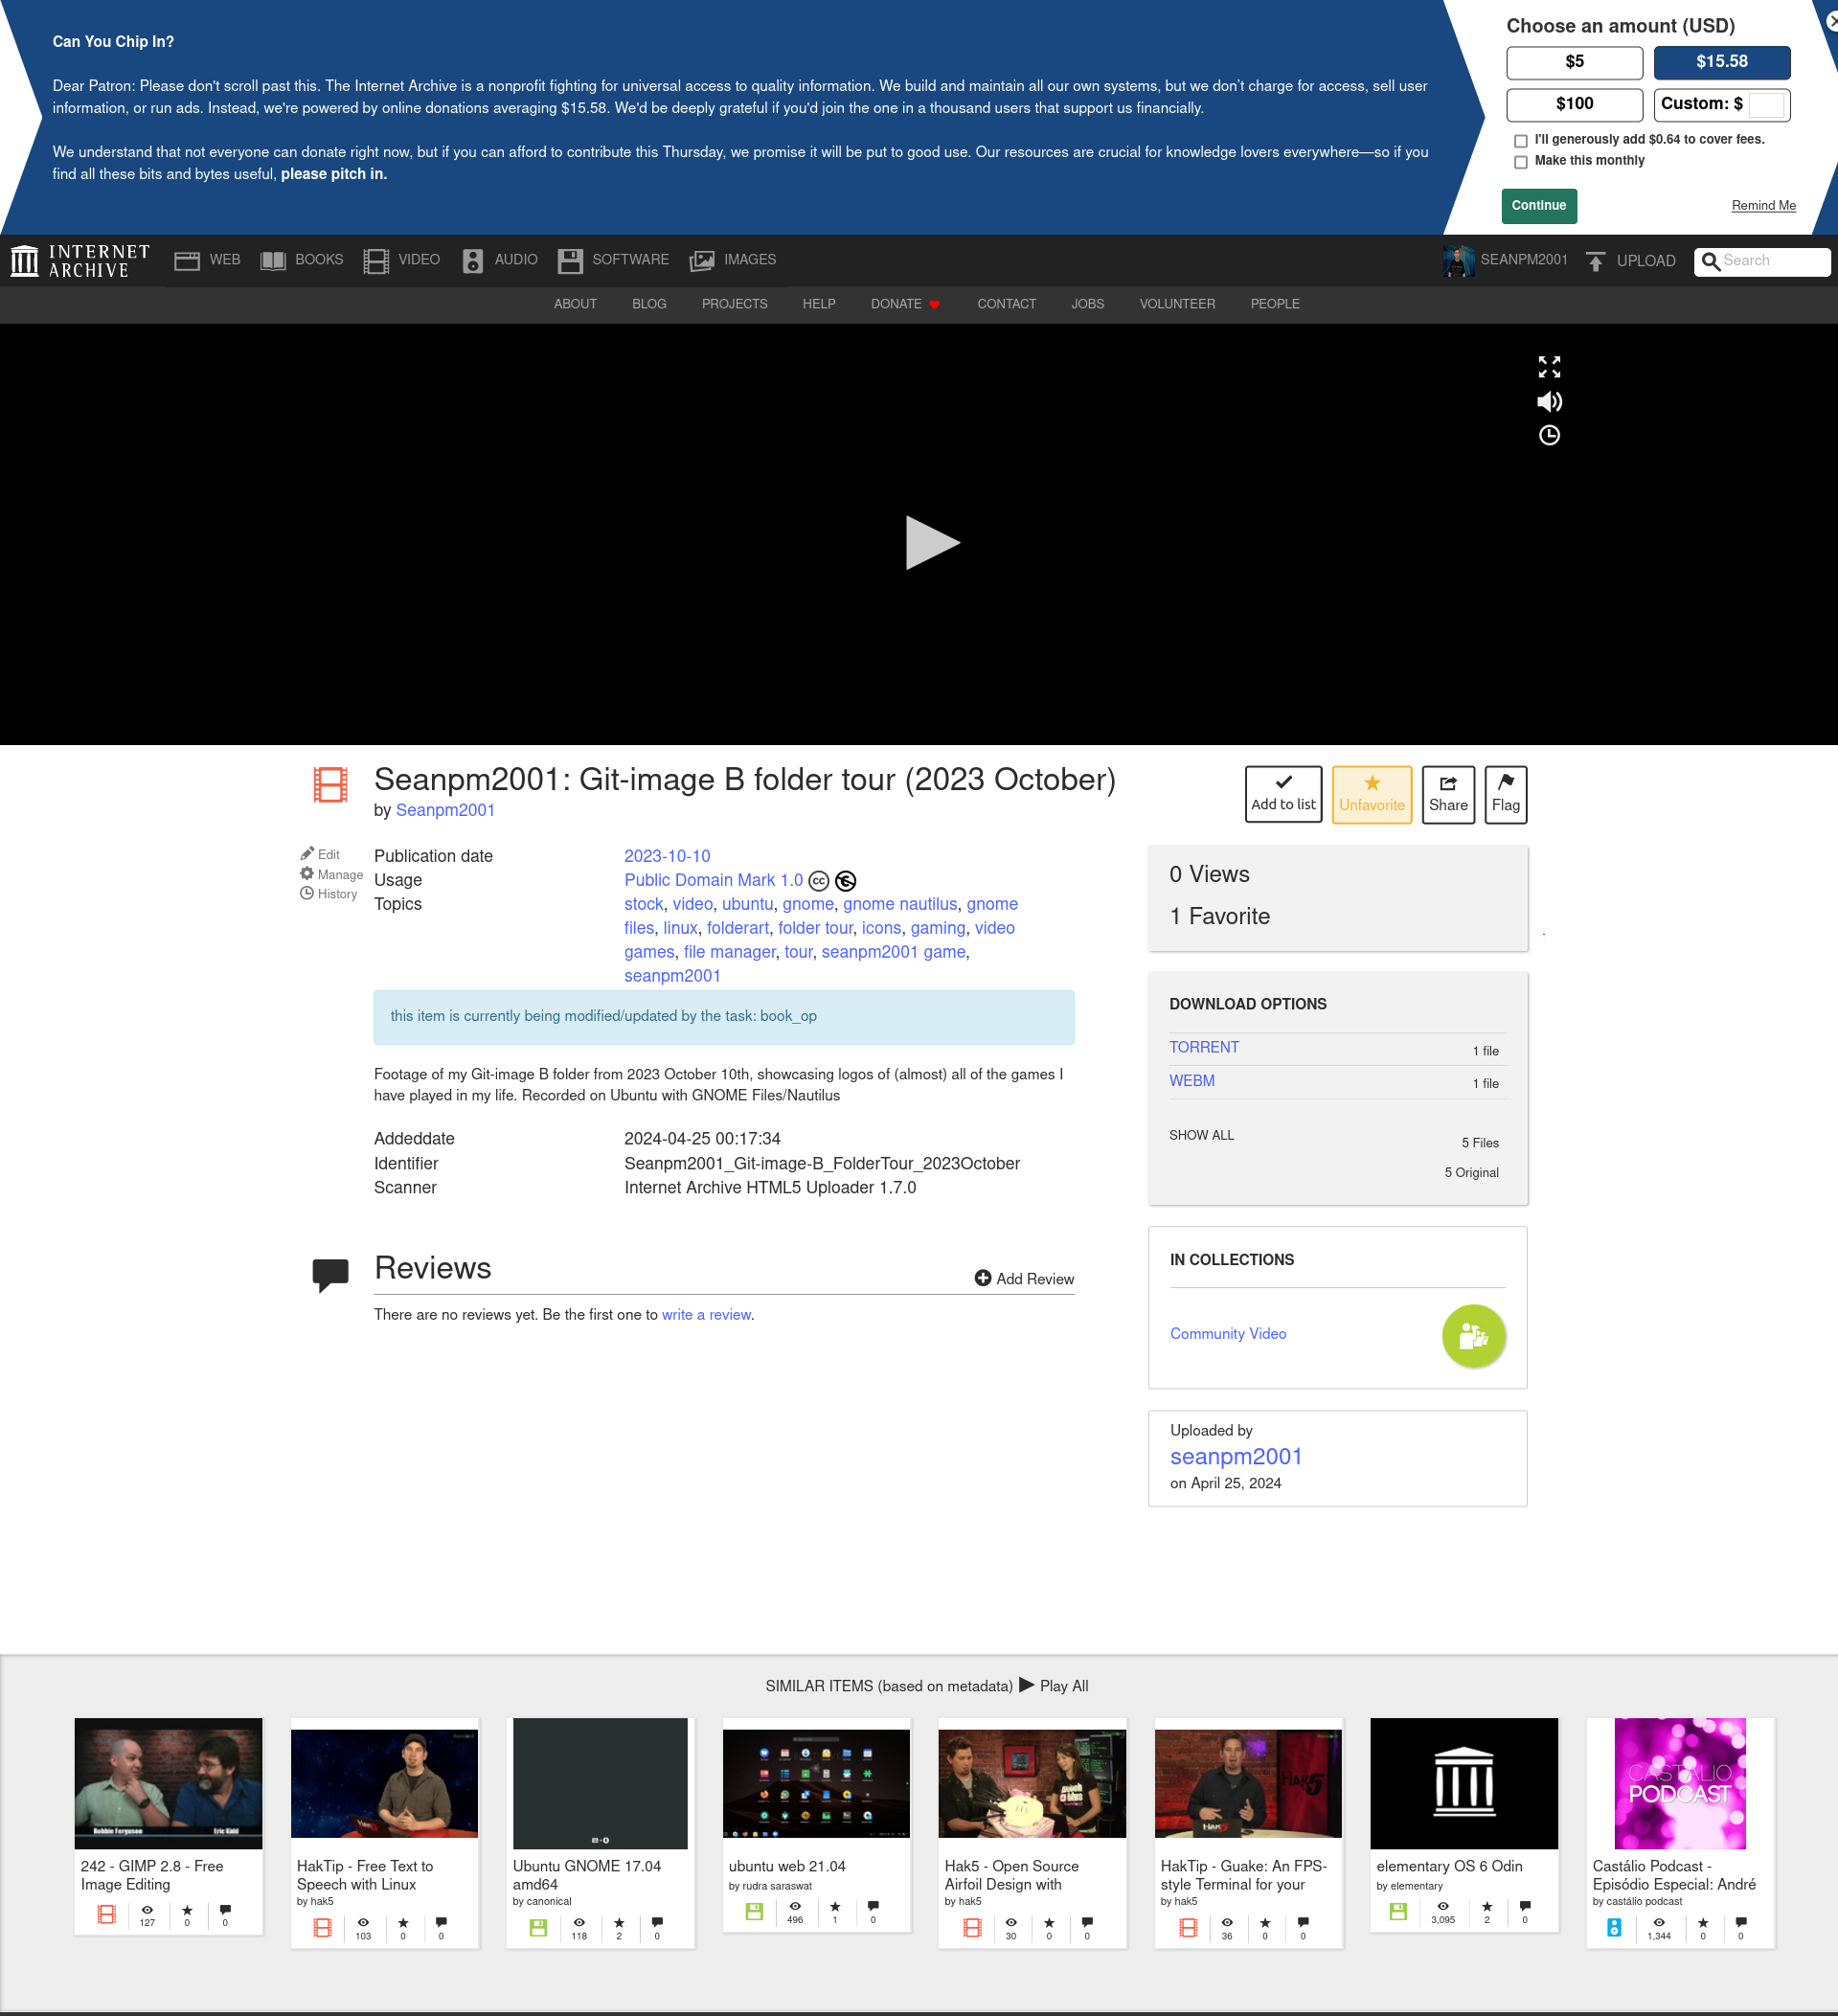 Can You Chip In?
Dear Patron: Please don't scroll past this. The Internet Archive is a nonprofit fighting for universal access to quality information. We build and maintain all our own systems, but we don't charge for access, sell user
information, or run ads. Instead, we're powered by online donations averaging $15.58. We'd be deeply grateful if you'd join the one in a thousand users that support us financially.
We understand that not everyone can donate right now, but if you can afford to contribute this Thursday, we promise it will be put to good use. Our resources are crucial for knowledge lovers everywhere—so if you
find all these bits and bytes useful, please pitch in.
Choose an amount (USD)
$5 $15.58
$100 Custom: $
I'll generously add $0.64 to cover fees.
Make this monthly
Continue Remind Me
INTERNET ARCHIVE WEB BOOKS VIDEO AUDIO SOFTWARE IMAGES SEANPM2001 UPLOAD Search
ABOUT BLOG PROJECTS HELP DONATE CONTACT JOBS VOLUNTEER PEOPLE
Seanpm2001: Git-image B folder tour (2023 October)
by Seanpm2001
Add to list Unfavorite Share Flag
Edit
Manage
History
Publication date 2023-10-10
Usage Public Domain Mark 1.0 cc
Topics stock, video, ubuntu, gnome, gnome nautilus, gnome
files, linux, folderart, folder tour, icons, gaming, video
games, file manager, tour, seanpm2001 game,
seanpm2001
this item is currently being modified/updated by the task: book_op
Footage of my Git-image B folder from 2023 October 10th, showcasing logos of (almost) all of the games I
have played in my life. Recorded on Ubuntu with GNOME Files/Nautilus
Addeddate 2024-04-25 00:17:34
Identifier Seanpm2001_Git-image-B_FolderTour_2023October
Scanner Internet Archive HTML5 Uploader 1.7.0
Reviews
Add Review
There are no reviews yet. Be the first one to write a review.
0 Views
1 Favorite
DOWNLOAD OPTIONS
TORRENT 1 file
WEBM 1 file
SHOW ALL 5 Files
5 Original
IN COLLECTIONS
Community Video
Uploaded by
seanpm2001
on April 25, 2024
SIMILAR ITEMS (based on metadata) Play All
Bobbie Ferguson Eric Kidd
242 - GIMP 2.8 - Free
Image Editing
127 0 0
HakTip - Free Text to
Speech with Linux
by hak5
103 0 0
Ubuntu GNOME 17.04
amd64
by canonical
118 2 0
ubuntu web 21.04
by rudra saraswat
496 1 0
Hak5 - Open Source
Airfoil Design with
by hak5
30 0 0
HAK5
HakTip - Guake: An FPS-
style Terminal for your
by hak5
36 0 0
elementary OS 6 Odin
by elementary
3,095 2 0
CASTÁLIO
PODCAST
Castálio Podcast -
Episódio Especial: André
by castálio podcast
1,344 0 0